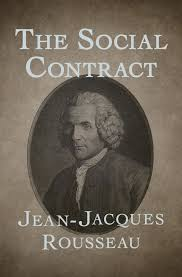 THE SOCIAL
CONTRACT
JEAN-JACQUES
ROUSSEAU